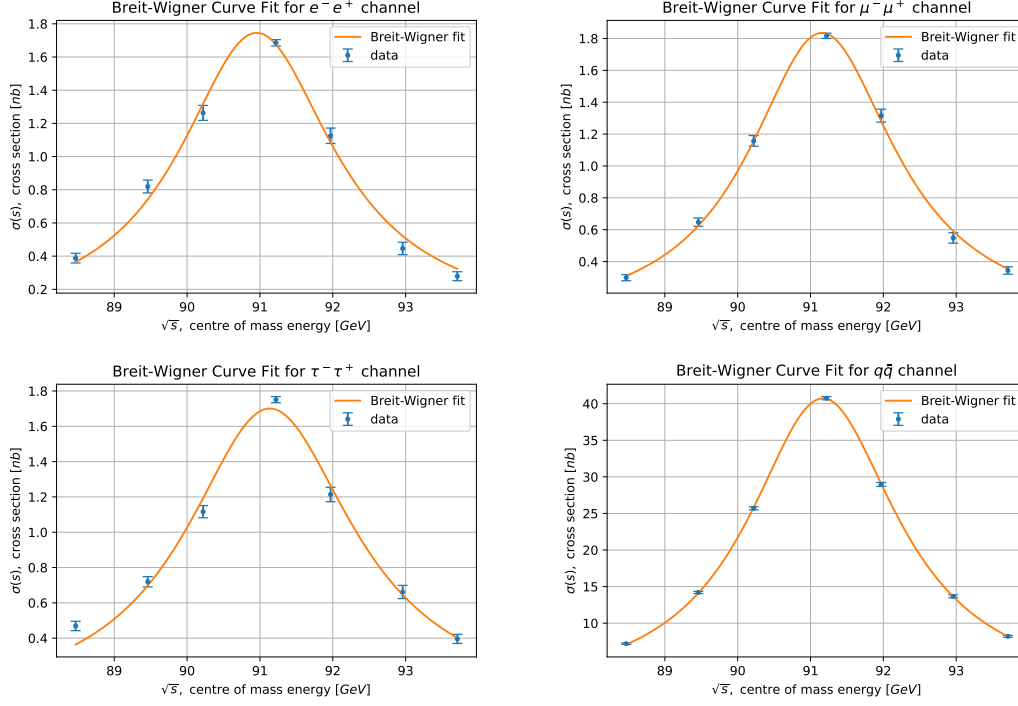 Breit-Wigner Curve Fit for e⁻e⁺ channel
Breit-Wigner fit
data
σ(s), cross section [nb]
1.8
1.6
1.4
1.2
1.0
0.8
0.6
0.4
0.2
89 90 91 92 93
√s, centre of mass energy [GeV]
Breit-Wigner Curve Fit for μ⁻μ⁺ channel
Breit-Wigner fit
data
σ(s), cross section [nb]
1.8
1.6
1.4
1.2
1.0
0.8
0.6
0.4
89 90 91 92 93
√s, centre of mass energy [GeV]
Breit-Wigner Curve Fit for τ⁻τ⁺ channel
Breit-Wigner fit
data
σ(s), cross section [nb]
1.8
1.6
1.4
1.2
1.0
0.8
0.6
0.4
89 90 91 92 93
√s, centre of mass energy [GeV]
Breit-Wigner Curve Fit for qq̄ channel
Breit-Wigner fit
data
σ(s), cross section [nb]
40
35
30
25
20
15
10
89 90 91 92 93
√s, centre of mass energy [GeV]